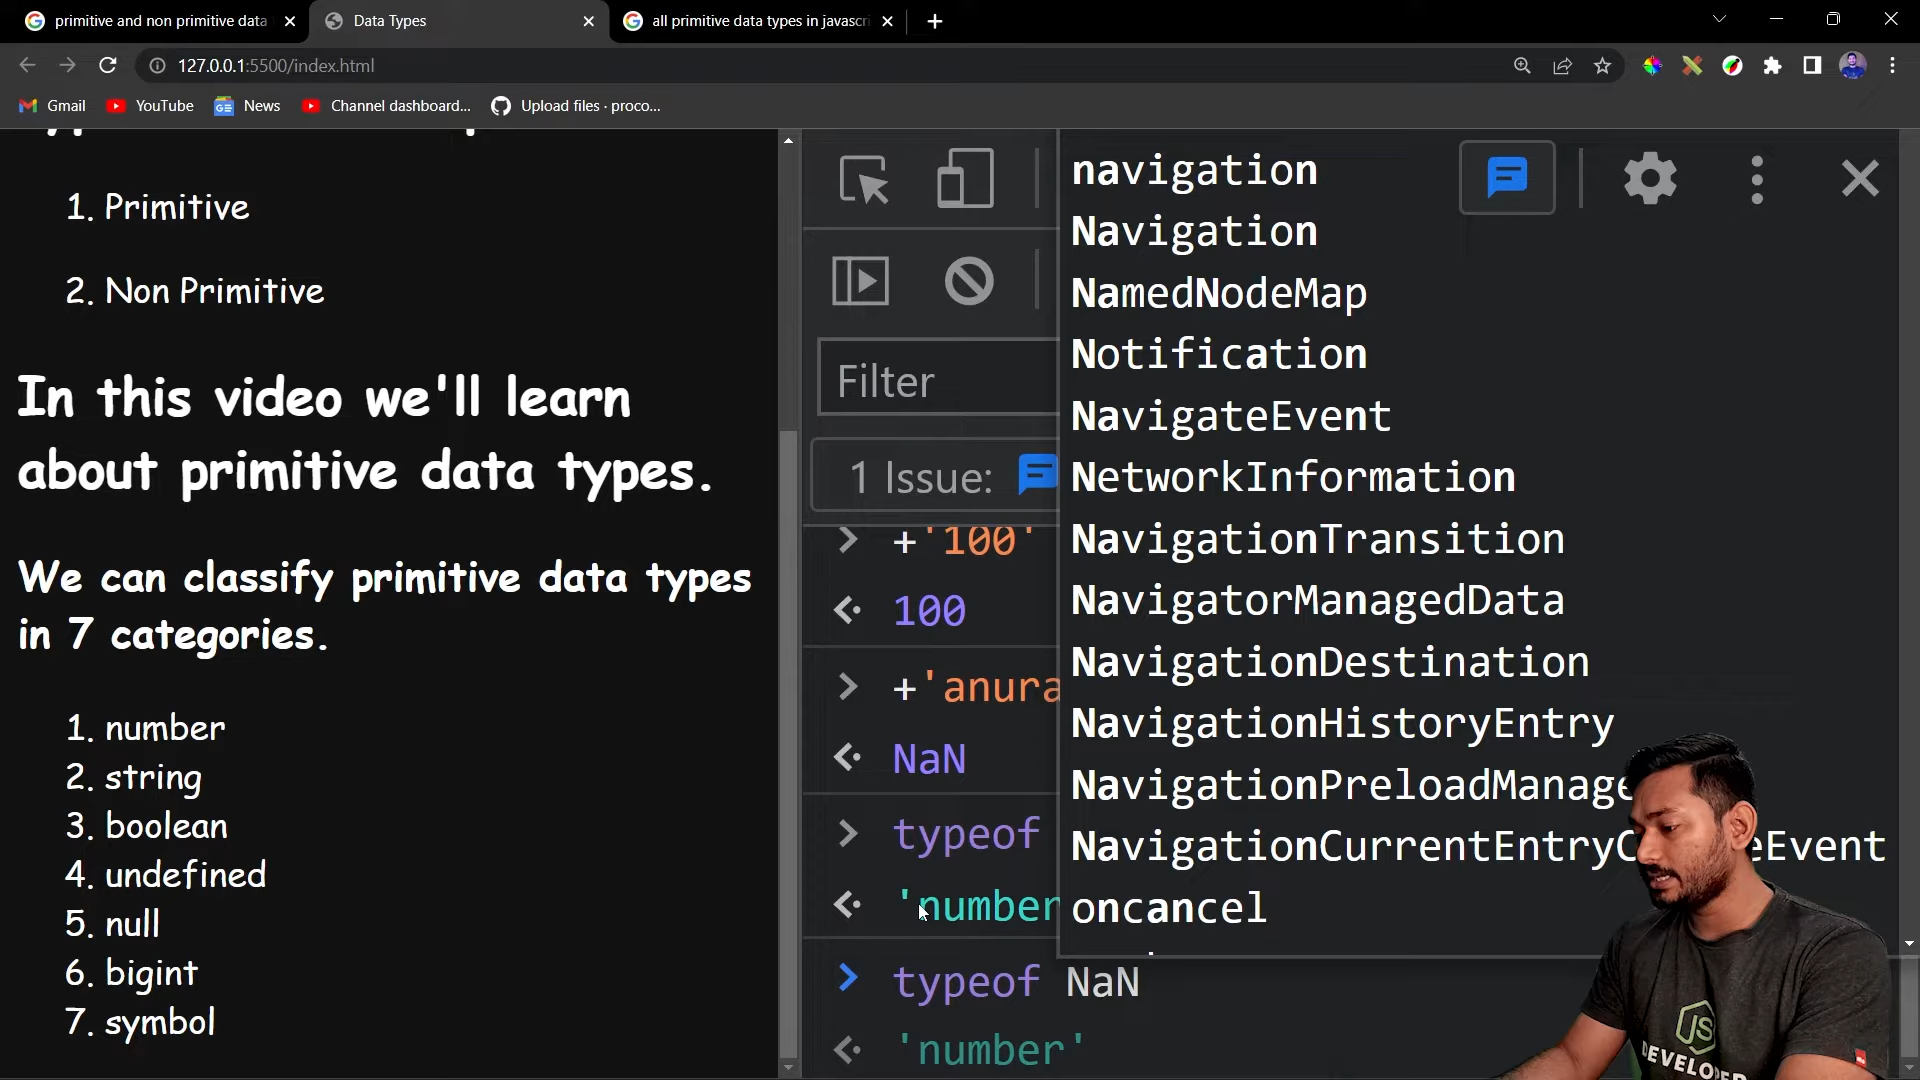 primitive and non primitive data
Data Types
all primitive data types in javascri
127.0.0.1:5500/index.html
Gmail
YouTube
News
Channel dashboard...
Upload files · proco...
1. Primitive
2. Non Primitive
In this video we'll learn
about primitive data types.
We can classify primitive data types
in 7 categories.
1. number
2. string
3. boolean
4. undefined
5. null
6. bigint
7. symbol
Filter
1 Issue:
+'100'
100
+'anura
NaN
typeof
'number
typeof NaN
'number'
navigation
Navigation
NamedNodeMap
Notification
NavigateEvent
NetworkInformation
NavigationTransition
NavigatorManagedData
NavigationDestination
NavigationHistoryEntry
NavigationPreloadManage
NavigationCurrentEntryC eEvent
oncancel
JS
DEVELOPER